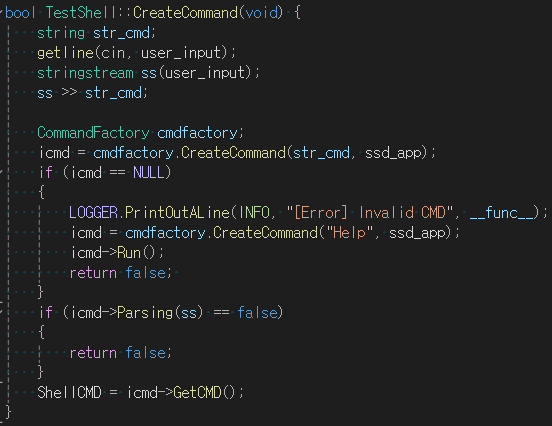 bool TestShell::CreateCommand(void) {
    string str_cmd;
    getline(cin, user_input);
    stringstream ss(user_input);
    ss >> str_cmd;

    CommandFactory cmdfactory;
    icmd = cmdfactory.CreateCommand(str_cmd, ssd_app);
    if (icmd == NULL)
    {
        LOGGER.PrintOutALine(INFO, "[Error] Invalid CMD", __func__);
        icmd = cmdfactory.CreateCommand("Help", ssd_app);
        icmd->Run();
        return false;
    }
    if (icmd->Parsing(ss) == false)
    {
        return false;
    }
    ShellCMD = icmd->GetCMD();
}